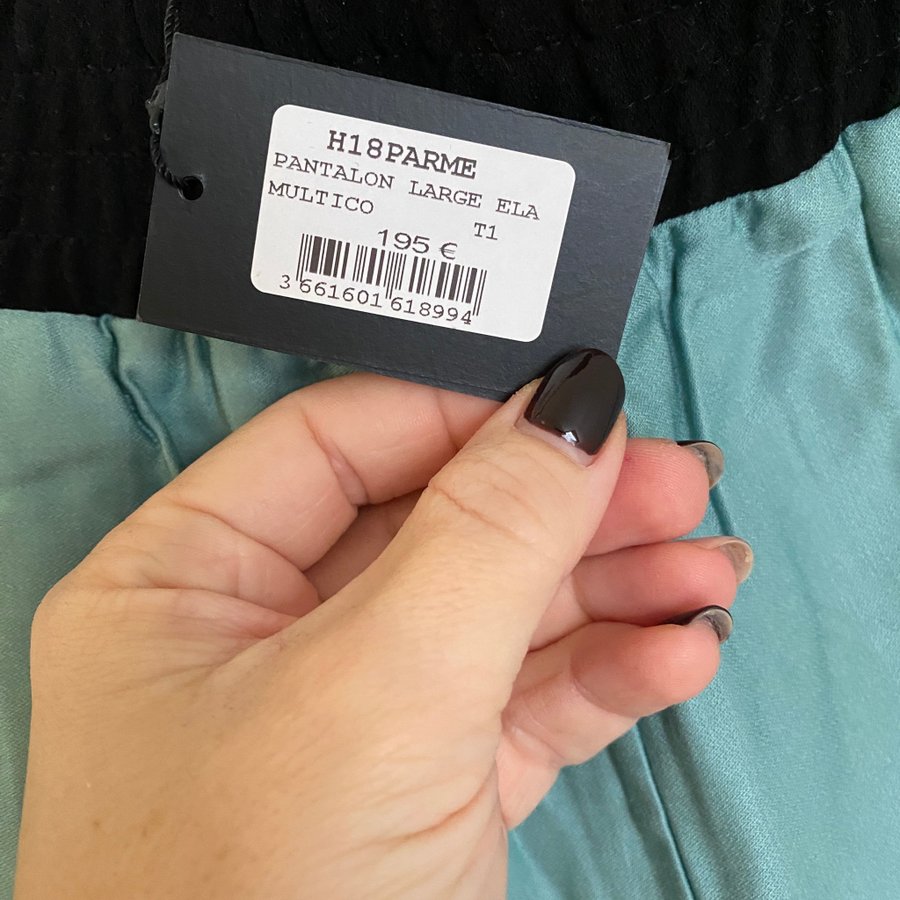 H18PARME
PANTALON LARGE ELA
MULTICO T1
195 €
3 661601 618994